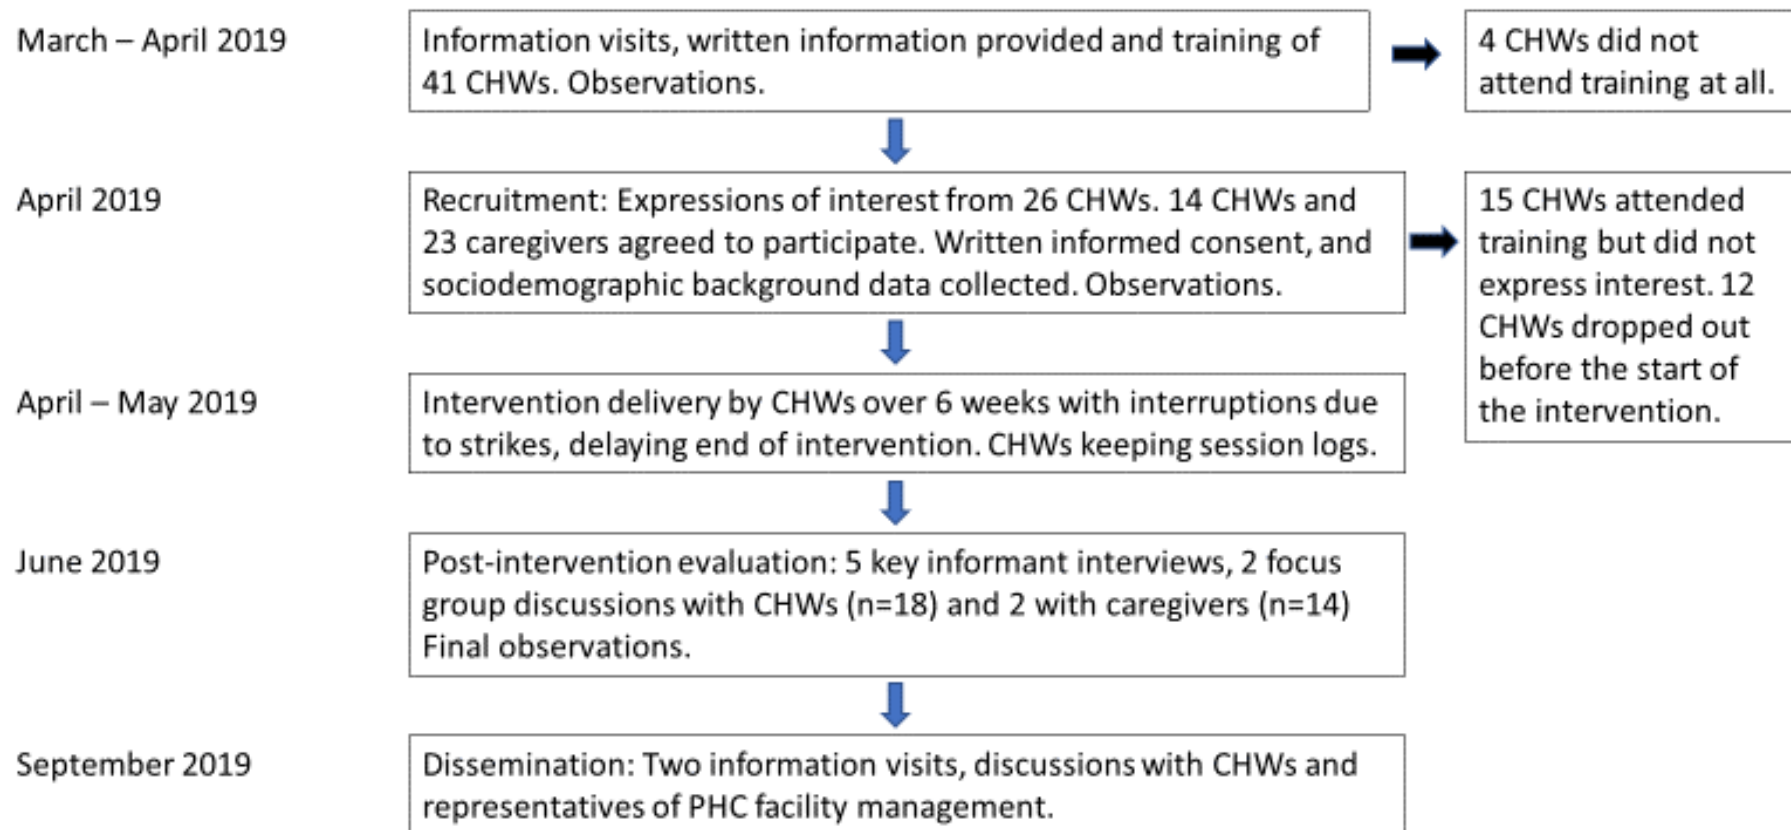 March – April 2019
Information visits, written information provided and training of
41 CHWs. Observations.
4 CHWs did not
attend training at all.
April 2019
Recruitment: Expressions of interest from 26 CHWs. 14 CHWs and
23 caregivers agreed to participate. Written informed consent, and
sociodemographic background data collected. Observations.
15 CHWs attended
training but did not
express interest. 12
CHWs dropped out
before the start of
the intervention.
April – May 2019
Intervention delivery by CHWs over 6 weeks with interruptions due
to strikes, delaying end of intervention. CHWs keeping session logs.
June 2019
Post-intervention evaluation: 5 key informant interviews, 2 focus
group discussions with CHWs (n=18) and 2 with caregivers (n=14)
Final observations.
September 2019
Dissemination: Two information visits, discussions with CHWs and
representatives of PHC facility management.